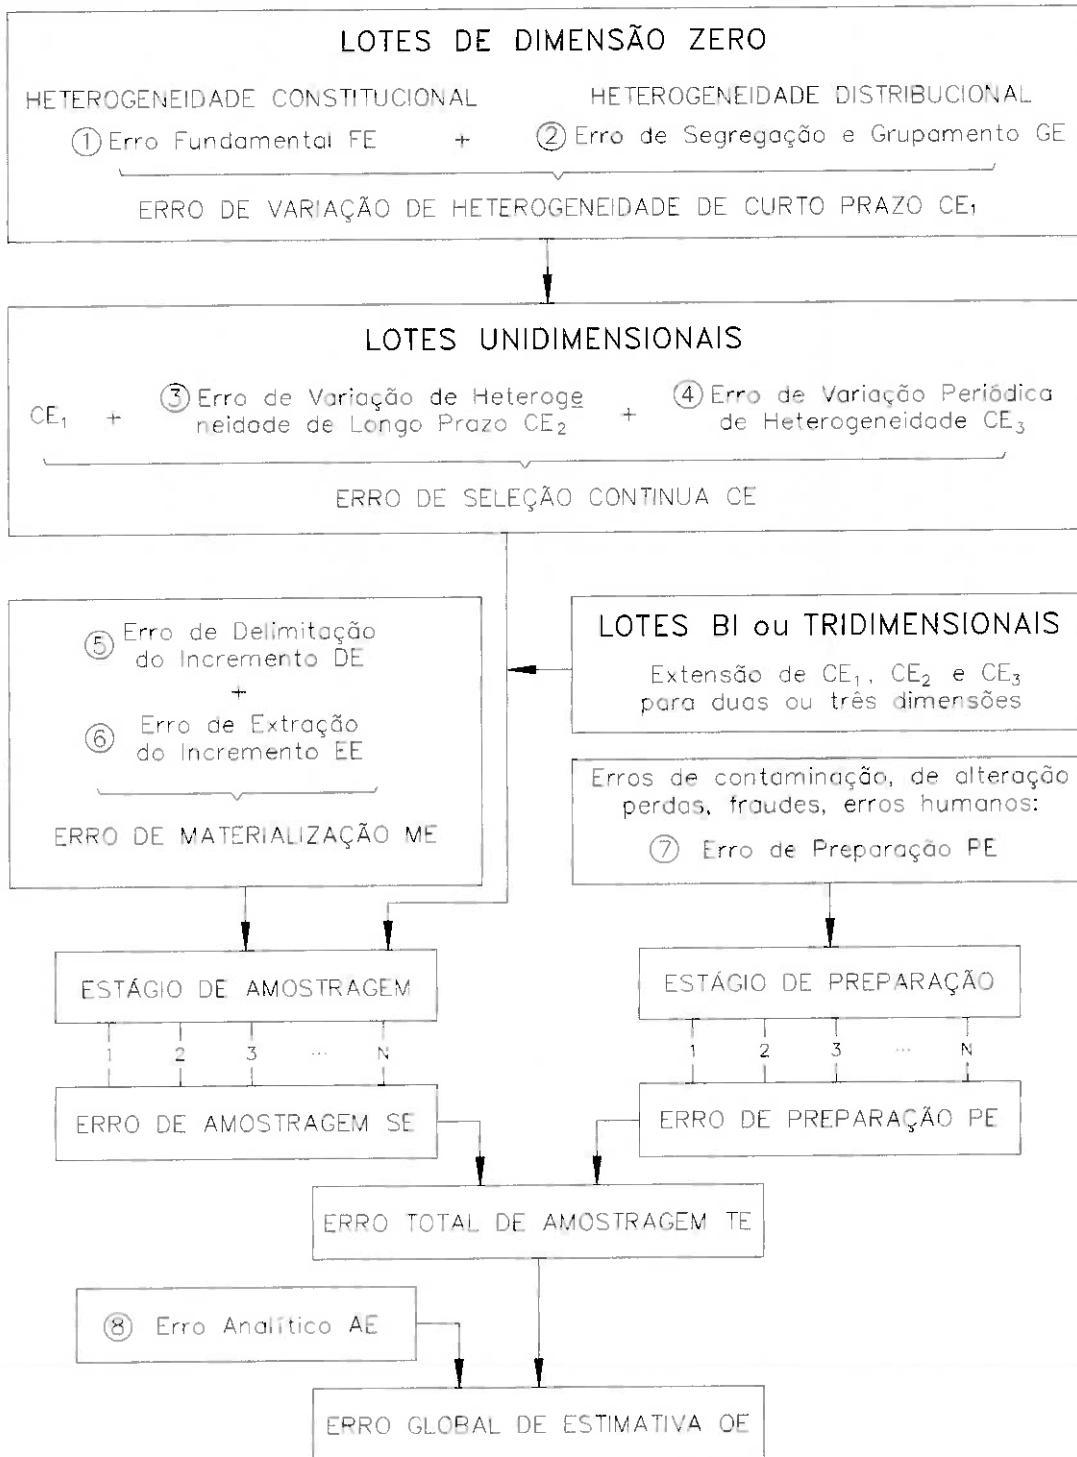 LOTES DE DIMENSÃO ZERO
HETEROGENEIDADE CONSTITUCIONAL
HETEROGENEIDADE DISTRIBUCIONAL
1 Erro Fundamental FE
+
2 Erro de Segregação e Grupamento GE
ERRO DE VARIAÇÃO DE HETEROGENEIDADE DE CURTO PRAZO CE₁
LOTES UNIDIMENSIONAIS
CE₁
+
3 Erro de Variação de Heteroge
neidade de Longo Prazo CE₂
+
4 Erro de Variação Periódica
de Heterogeneidade CE₃
ERRO DE SELEÇÃO CONTINUA CE
5 Erro de Delimitação
do Incremento DE
+
6 Erro de Extração
do Incremento EE
ERRO DE MATERIALIZAÇÃO ME
LOTES BI ou TRIDIMENSIONAIS
Extensão de CE₁, CE₂ e CE₃
para duas ou três dimensões
Erros de contaminação, de alteração
perdas, fraudes, erros humanos:
7 Erro de Preparação PE
ESTÁGIO DE AMOSTRAGEM
1 2 3 ... N
ERRO DE AMOSTRAGEM SE
ESTÁGIO DE PREPARAÇÃO
1 2 3 ... N
ERRO DE PREPARAÇÃO PE
ERRO TOTAL DE AMOSTRAGEM TE
8 Erro Analítico AE
ERRO GLOBAL DE ESTIMATIVA OE